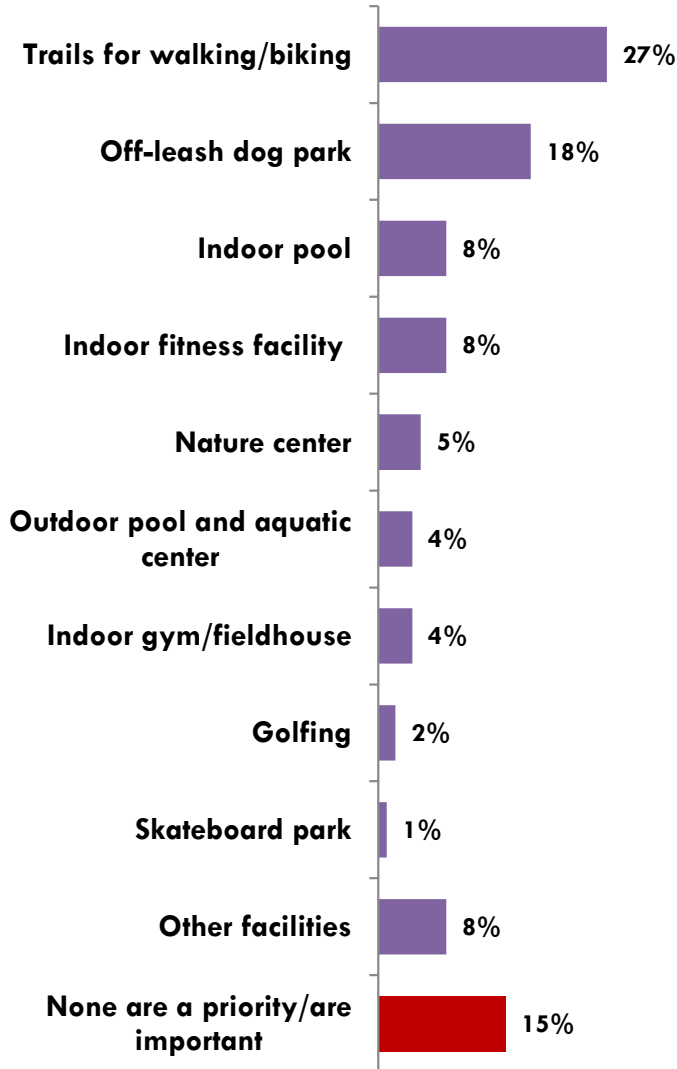 Trails for walking/biking 27%
Off-leash dog park 18%
Indoor pool 8%
Indoor fitness facility 8%
Nature center 5%
Outdoor pool and aquatic
center 4%
Indoor gym/fieldhouse 4%
Golfing 2%
Skateboard park 1%
Other facilities 8%
None are a priority/are
important 15%